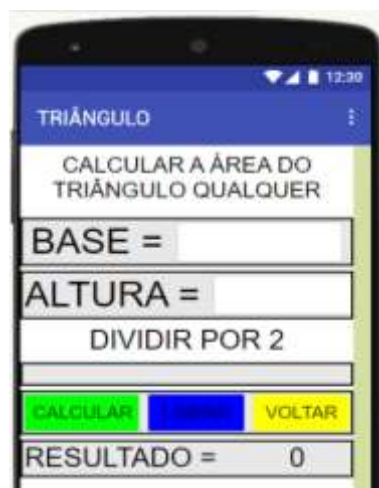 12:30
TRIÂNGULO
CALCULAR A ÁREA DO
TRIÂNGULO QUALQUER
BASE =
ALTURA =
DIVIDIR POR 2
CALCULAR VOLTAR
RESULTADO = 0